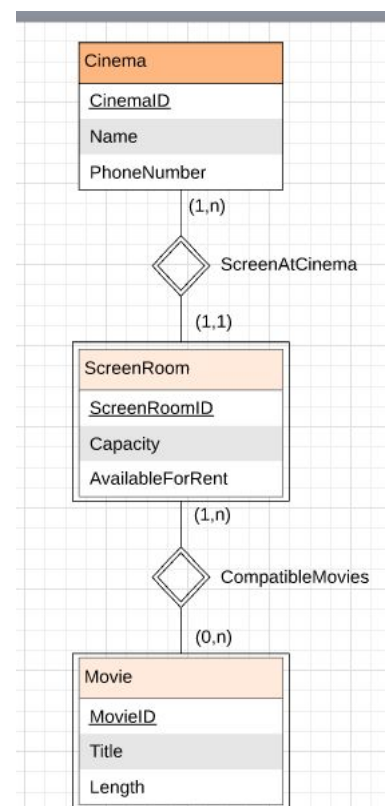 Cinema
CinemaID
Name
PhoneNumber
(1,n)
ScreenAtCinema
(1,1)
ScreenRoom
ScreenRoomID
Capacity
AvailableForRent
(1,n)
CompatibleMovies
(0,n)
Movie
MovieID
Title
Length